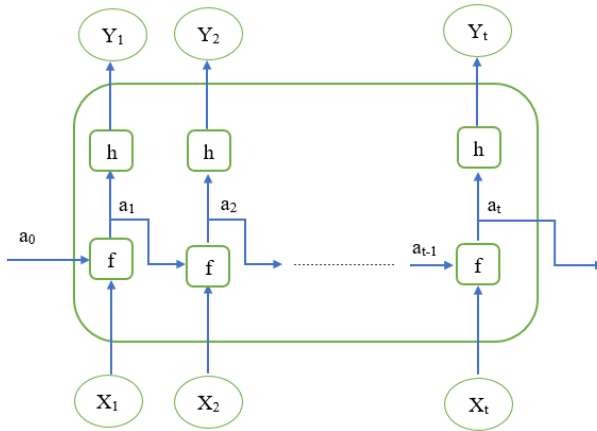 Y₁ Y₂ Yₜ
h h h
a₁ a₂ aₜ
a₀ aₜ₋₁
f f f
X₁ X₂ Xₜ